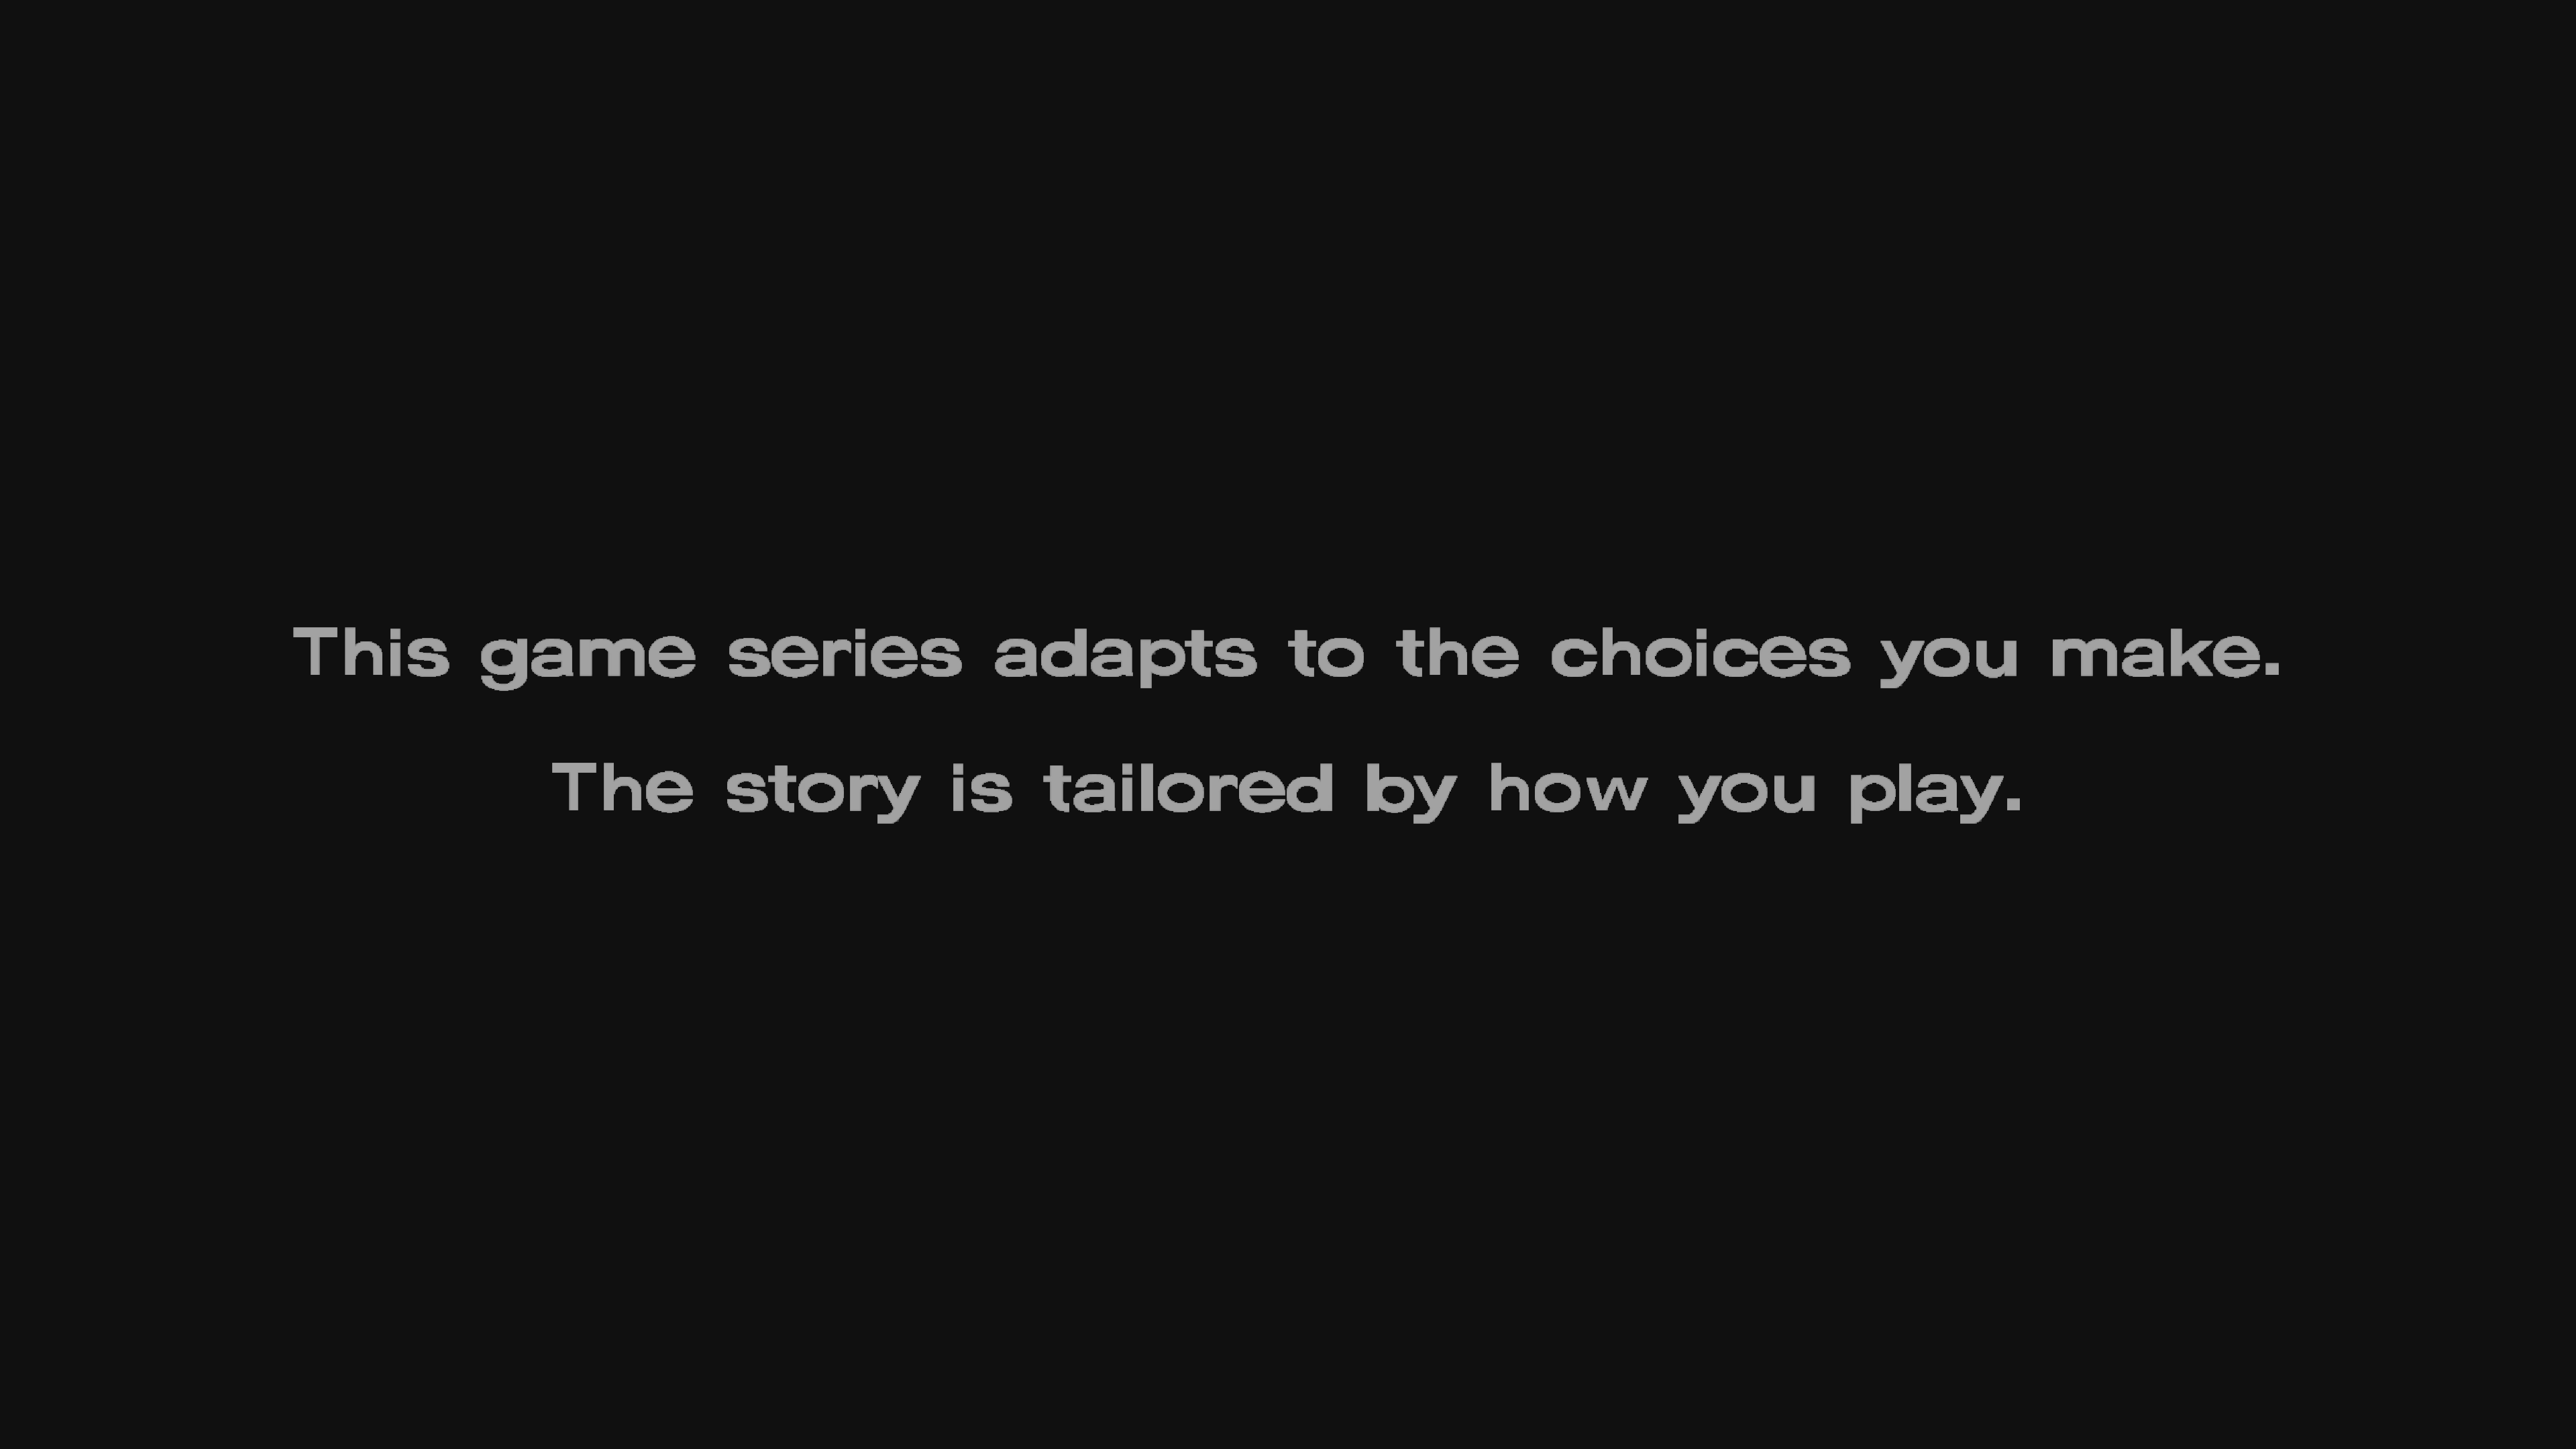 This game series adapts to the choices you make.
The story is tailored by how you play.